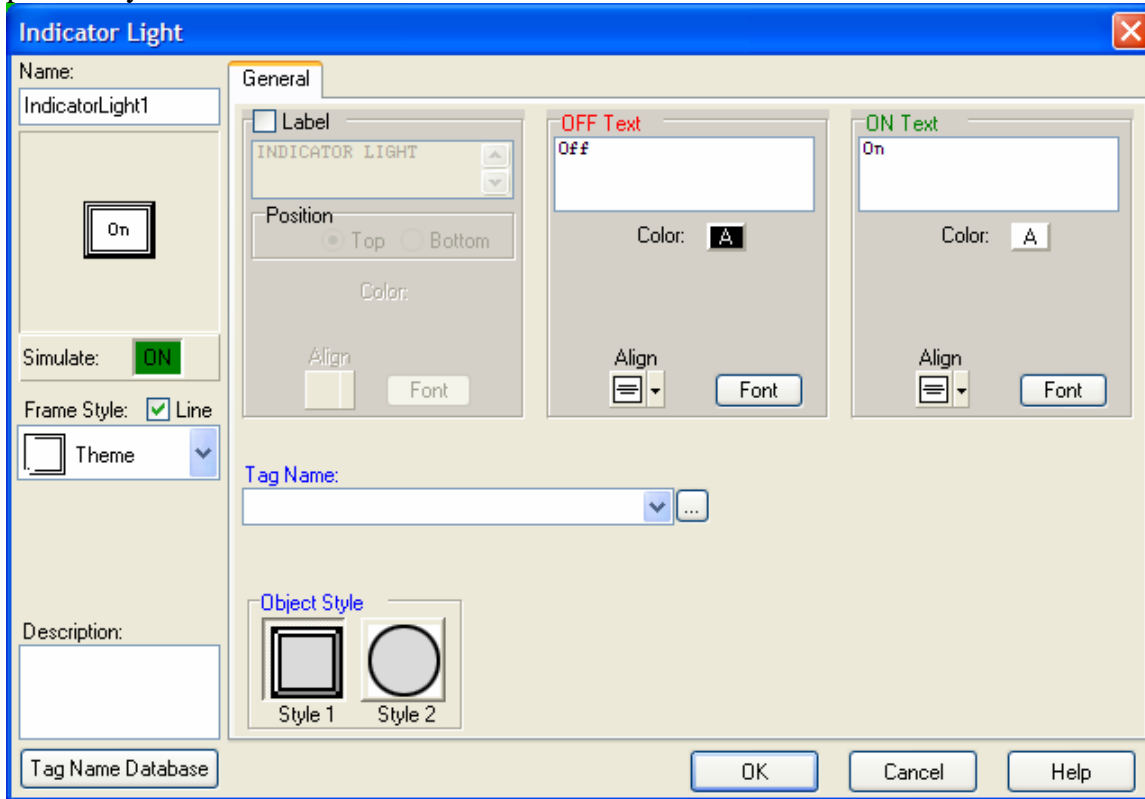 Indicator Light
Name:
IndicatorLight1
On
Simulate: ON
Frame Style: Line
Theme
Description:
Tag Name Database
General
Label
INDICATOR LIGHT
Position
Top Bottom
Color:
Align
Font
OFF Text
Off
Color: A
Align
Font
ON Text
On
Color: A
Align
Font
Tag Name:
...
Object Style
Style 1 Style 2
OK Cancel Help